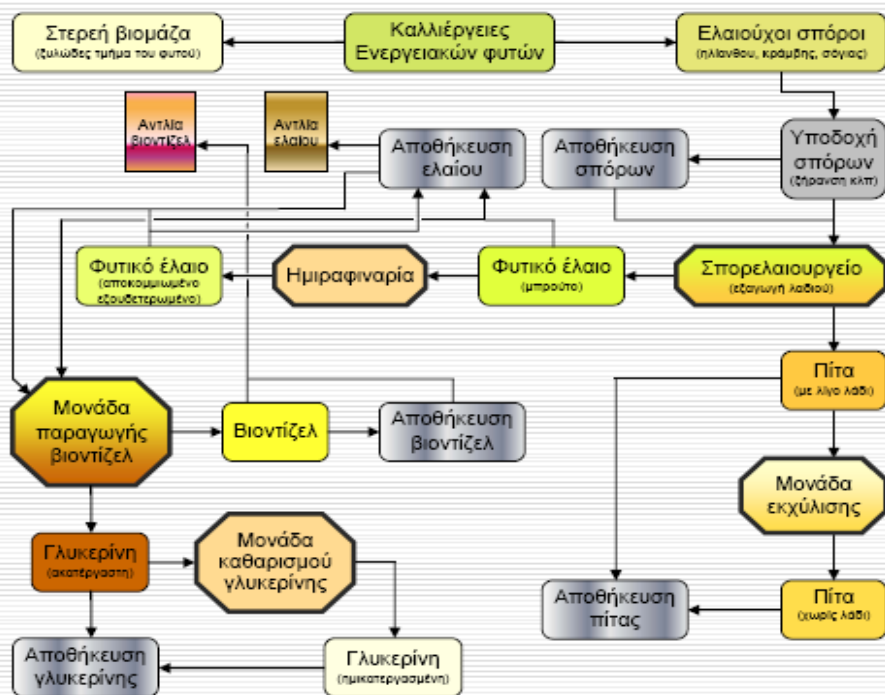 Στερεή βιομάζα
(ξυλώδες τμήμα του φυτού)
Καλλιέργειες
Ενεργειακών φυτών
Ελαιούχοι σπόροι
(ηλίανθου, κράμβης, σόγιας)
Αντλία
βιοντίζελ
Αντλία
ελαίου
Αποθήκευση
ελαίου
Αποθήκευση
σπόρων
Υποδοχή
σπόρων
(ξήρανση κλπ)
Φυτικό έλαιο
(αποκομμιωμένο
εξουδετερωμένο)
Ημιραφιναρία
Φυτικό έλαιο
(μπρούτο)
Σπορελαιουργείο
(εξαγωγή λαδιού)
Πίτα
(με λίγο λάδι)
Μονάδα
παραγωγής
βιοντίζελ
Βιοντίζελ
Αποθήκευση
βιοντίζελ
Μονάδα
εκχύλισης
Γλυκερίνη
(ακατέργαστη)
Μονάδα
καθαρισμού
γλυκερίνης
Αποθήκευση
πίτας
Πίτα
(χωρίς λάδι)
Αποθήκευση
γλυκερίνης
Γλυκερίνη
(ημικατεργασμένη)